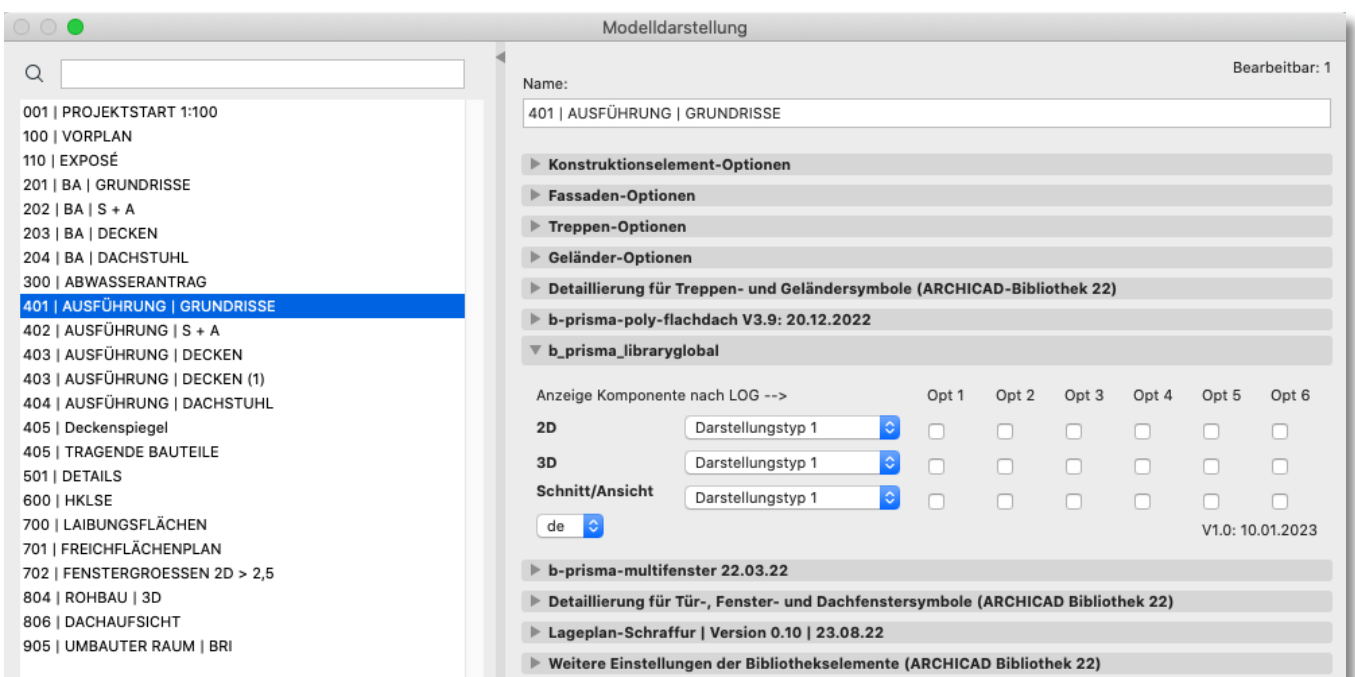 Modelldarstellung
001 | PROJEKTSTART 1:100
100 | VORPLAN
110 | EXPOSÉ
201 | BA | GRUNDRISSE
202 | BA | S + A
203 | BA | DECKEN
204 | BA | DACHSTUHL
300 | ABWASSERANTRAG
401 | AUSFÜHRUNG | GRUNDRISSE
402 | AUSFÜHRUNG | S + A
403 | AUSFÜHRUNG | DECKEN
403 | AUSFÜHRUNG | DECKEN (1)
404 | AUSFÜHRUNG | DACHSTUHL
405 | Deckenspiegel
405 | TRAGENDE BAUTEILE
501 | DETAILS
600 | HKLSE
700 | LAIBUNGSFLÄCHEN
701 | FREICHFLÄCHENPLAN
702 | FENSTERGROESSEN 2D > 2,5
804 | ROHBAU | 3D
806 | DACHAUFSICHT
905 | UMBAUTER RAUM | BRI
Bearbeitbar: 1
Name:
401 | AUSFÜHRUNG | GRUNDRISSE
Konstruktionselement-Optionen
Fassaden-Optionen
Treppen-Optionen
Geländer-Optionen
Detaillierung für Treppen- und Geländersymbole (ARCHICAD-Bibliothek 22)
b-prisma-poly-flachdach V3.9: 20.12.2022
b_prisma_libraryglobal
Anzeige Komponente nach LOG --> Opt 1 Opt 2 Opt 3 Opt 4 Opt 5 Opt 6
2D Darstellungstyp 1
3D Darstellungstyp 1
Schnitt/Ansicht Darstellungstyp 1
de V1.0: 10.01.2023
b-prisma-multifenster 22.03.22
Detaillierung für Tür-, Fenster- und Dachfenstersymbole (ARCHICAD Bibliothek 22)
Lageplan-Schraffur | Version 0.10 | 23.08.22
Weitere Einstellungen der Bibliothekselemente (ARCHICAD Bibliothek 22)